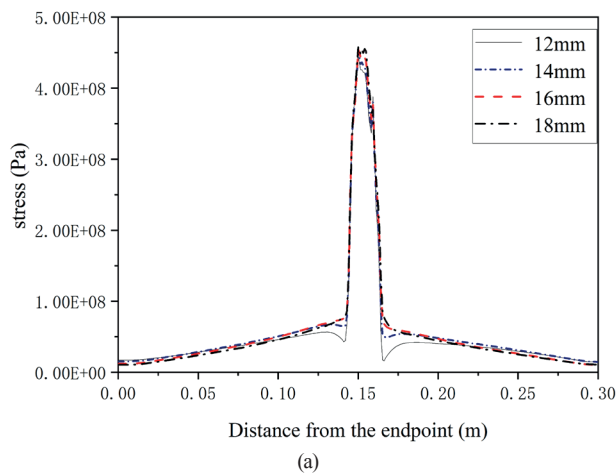 5.00E+08
4.00E+08
3.00E+08
2.00E+08
1.00E+08
0.00E+00
stress (Pa)
12mm
14mm
16mm
18mm
0.00 0.05 0.10 0.15 0.20 0.25 0.30
Distance from the endpoint (m)
(a)